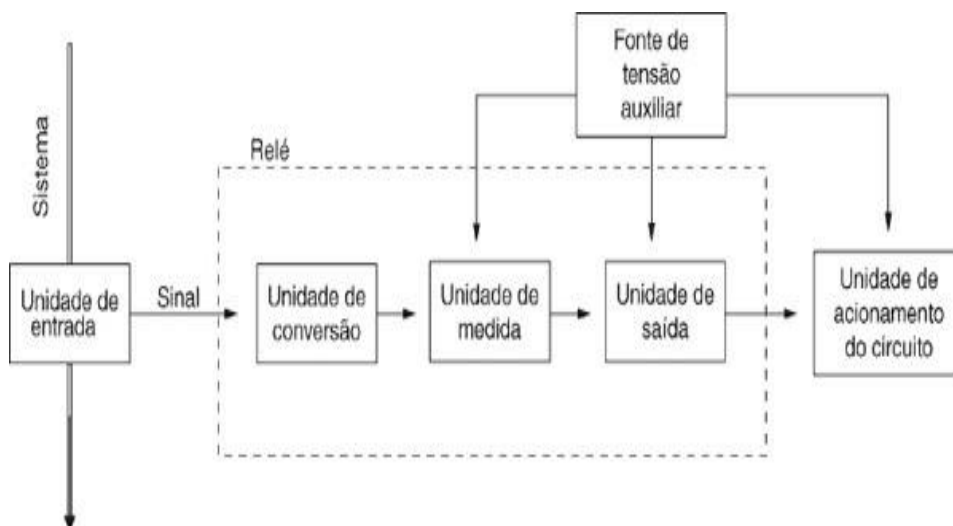 Fonte de
tensão
auxiliar
Relé
Sistema
Unidade de
entrada
Sinal
Unidade de
conversão
Unidade de
medida
Unidade de
saída
Unidade de
acionamento
do circuito